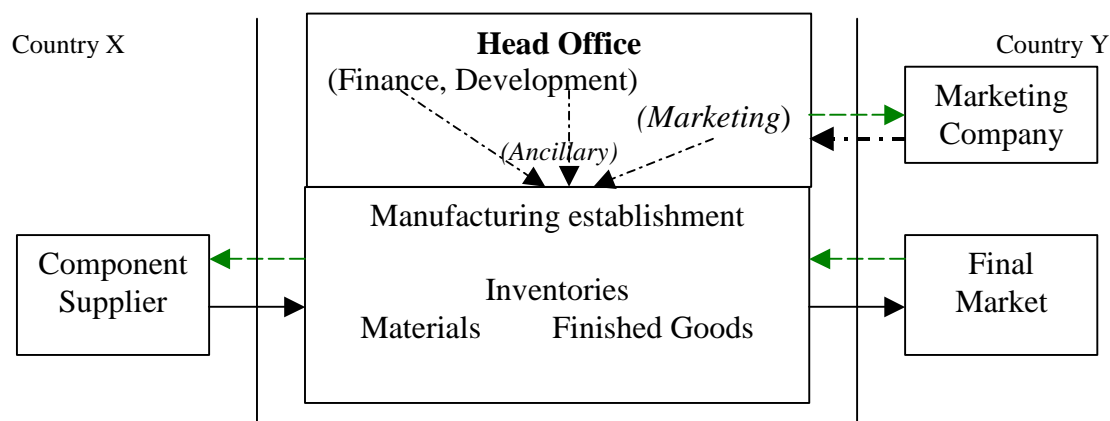 Country X
Head Office
Country Y
(Finance, Development)
(Marketing)
(Ancillary)
Marketing
Company
Manufacturing establishment
Component
Supplier
Inventories
Materials Finished Goods
Final
Market